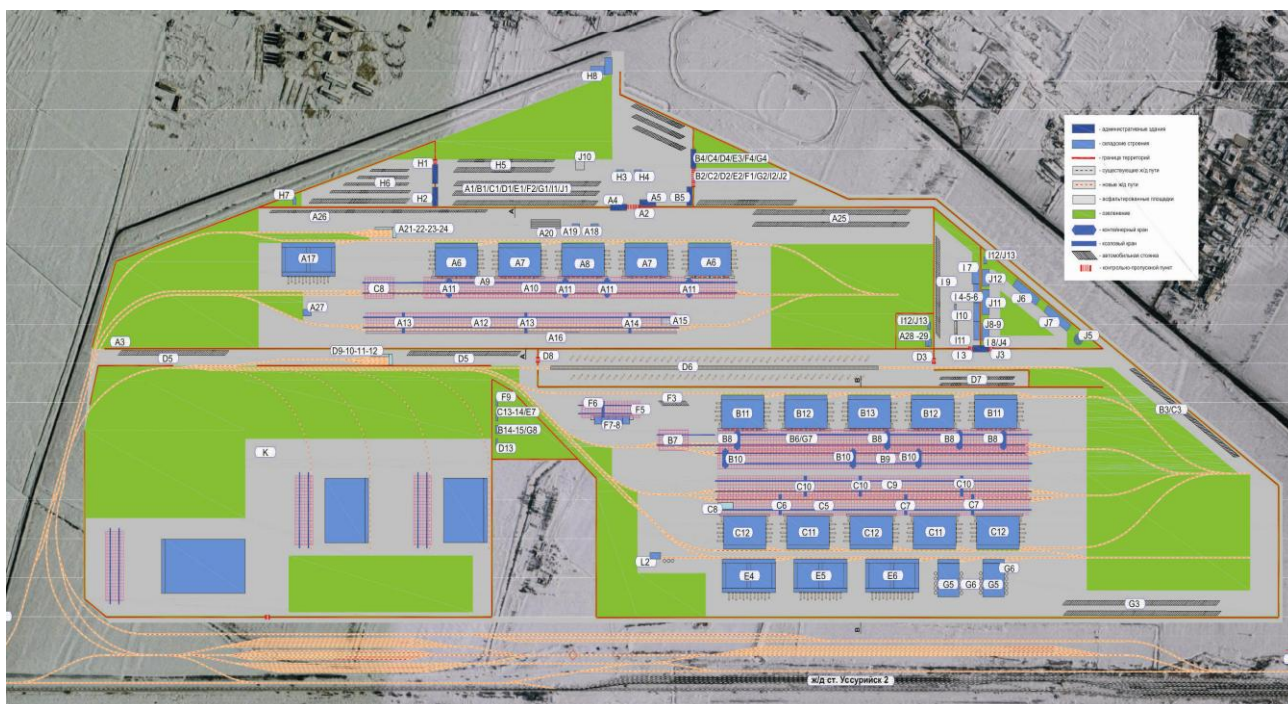 H8
- административные здания
- складские строения
- граница территорий
- существующие ж/д пути
- новые ж/д пути
- асфальтированные площадки
- озеленение
- контейнерный кран
- козловый кран
- автомобильная стоянка
- контрольно-пропускной пункт
H1
H5
J10
B4/C4/D4/E3/F4/G4
H6
H3
H4
B2/C2/D2/E2/F1/G2/I2/J2
A1/B1/C1/D1/E1/F2/G1/I1/J1
H7
H2
A4
A5
B5
A2
A26
A25
A21-22-23-24
A20
A19
A18
A17
A6
A7
A8
A7
A6
I12/J13
I 7
I 9
J12
C8
A9
A10
A11
A11
A11
A11
I 4-5-6
J11
J6
A27
I10
J8-9
J7
A13
A12
A13
A14
A15
I12/J13
A16
A28 -29
I11
I 8/J4
J5
A3
D5
D9-10-11-12
D5
D8
D3
I 3
J3
D6
D7
F9
F6
F5
F3
C13-14/E7
F7-8
B14-15/G8
D13
B11
B12
B13
B12
B11
B3/C3
B7
B8
B6/G7
B8
B8
B8
K
B10
B10
B9
B10
C10
C10
C9
C10
C8
C6
C5
C7
C7
C12
C11
C12
C11
C12
L2
E4
E5
E6
G5
G6
G5
G6
G3
В
В
ж/д ст. Уссурийск 2